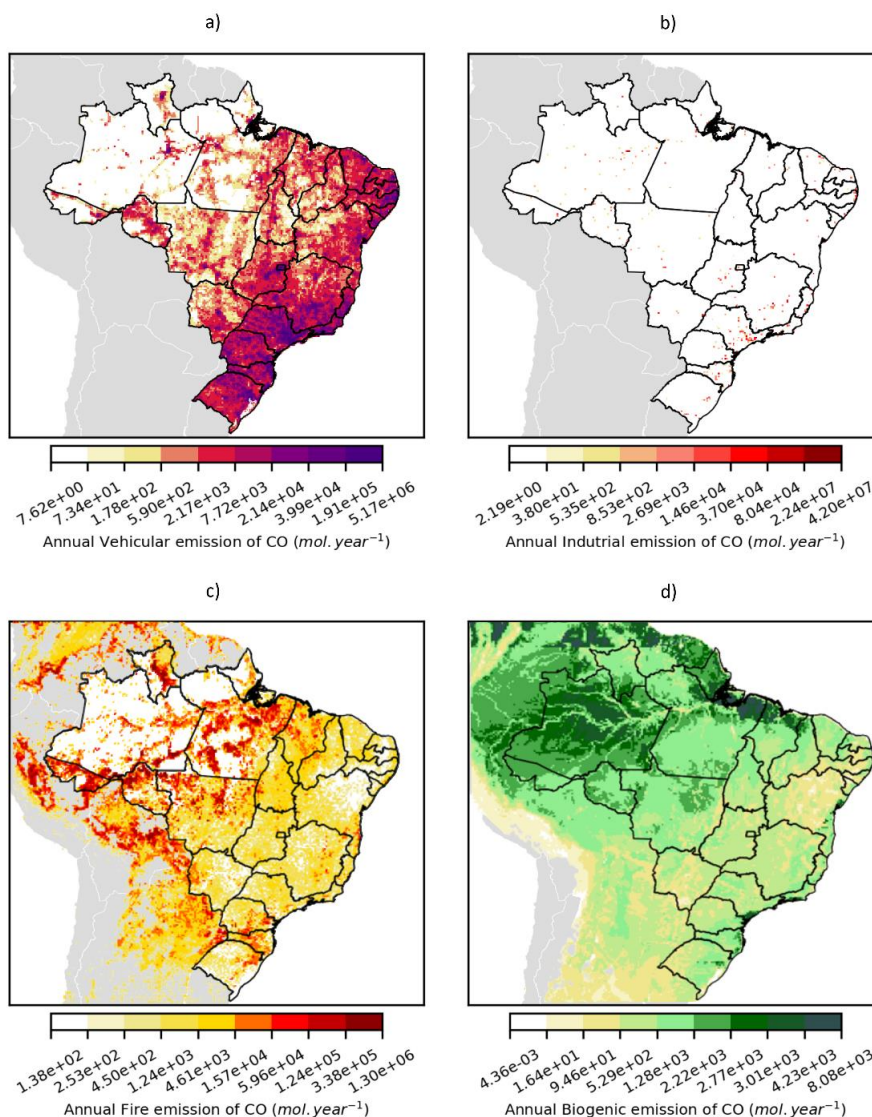 a)
b)
7.62e+00 7.34e+01 1.78e+02 5.90e+02 2.17e+03 7.72e+03 2.14e+04 3.99e+04 1.91e+05 5.17e+06
Annual Vehicular emission of CO (mol.year⁻¹)
2.19e+00 3.80e+01 5.35e+02 8.53e+02 2.69e+03 1.46e+04 3.70e+04 8.04e+04 2.24e+07 4.20e+07
Annual Indutrial emission of CO (mol.year⁻¹)
c)
d)
1.38e+02 2.53e+02 4.50e+02 1.24e+03 4.61e+03 1.57e+04 5.96e+04 1.24e+05 3.38e+05 1.30e+06
Annual Fire emission of CO (mol.year⁻¹)
4.36e-03 1.64e+01 9.46e+01 5.29e+02 1.28e+03 2.22e+03 2.77e+03 3.01e+03 4.23e+03 8.08e+03
Annual Biogenic emission of CO (mol.year⁻¹)